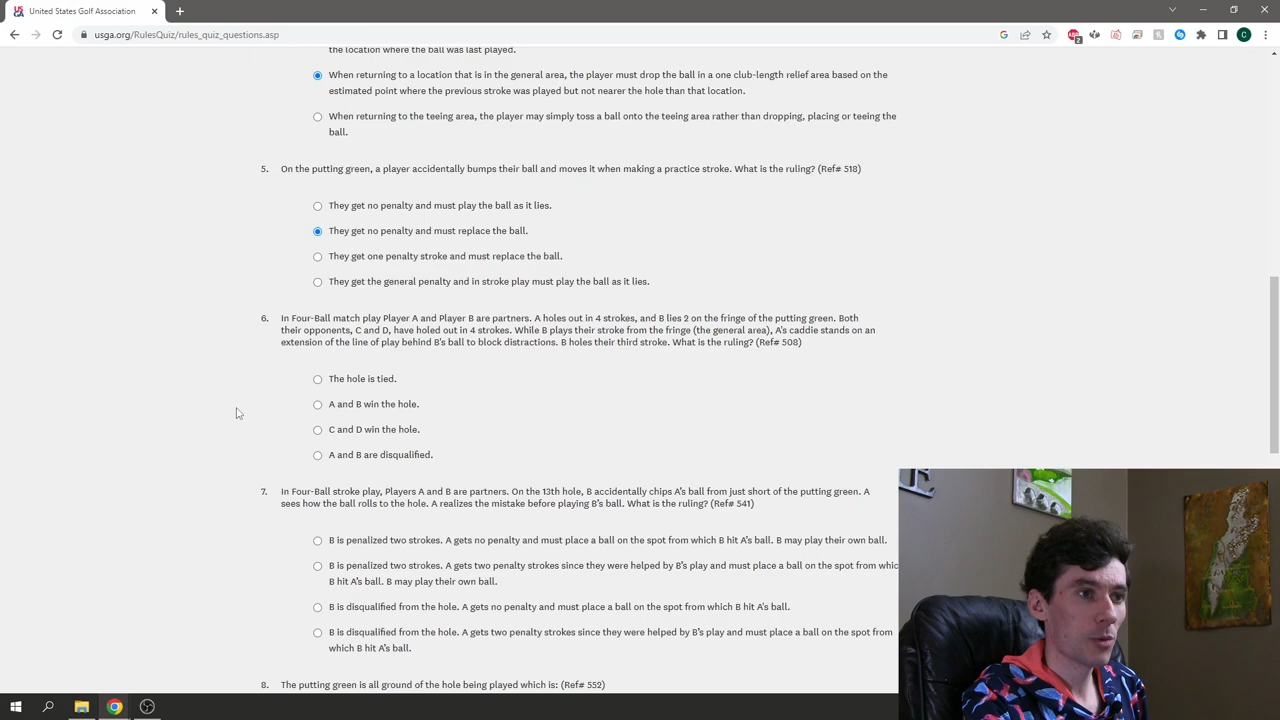 United States Golf Association
usga.org/RulesQuiz/rules_quiz_questions.asp
the location where the ball was last played.
When returning to a location that is in the general area, the player must drop the ball in a one club-length relief area based on the
estimated point where the previous stroke was played but not nearer the hole than that location.
When returning to the teeing area, the player may simply toss a ball onto the teeing area rather than dropping, placing or teeing the
ball.
5. On the putting green, a player accidentally bumps their ball and moves it when making a practice stroke. What is the ruling? (Ref# 518)
They get no penalty and must play the ball as it lies.
They get no penalty and must replace the ball.
They get one penalty stroke and must replace the ball.
They get the general penalty and in stroke play must play the ball as it lies.
6. In Four-Ball match play Player A and Player B are partners. A holes out in 4 strokes, and B lies 2 on the fringe of the putting green. Both
their opponents, C and D, have holed out in 4 strokes. While B plays their stroke from the fringe (the general area), A's caddie stands on an
extension of the line of play behind B's ball to block distractions. B holes their third stroke. What is the ruling? (Ref# 508)
The hole is tied.
A and B win the hole.
C and D win the hole.
A and B are disqualified.
7. In Four-Ball stroke play, Players A and B are partners. On the 13th hole, B accidentally chips A's ball from just short of the putting green. A
sees how the ball rolls to the hole. A realizes the mistake before playing B's ball. What is the ruling? (Ref# 541)
B is penalized two strokes. A gets no penalty and must place a ball on the spot from which B hit A's ball. B may play their own ball.
B is penalized two strokes. A gets two penalty strokes since they were helped by B's play and must place a ball on the spot from whic
B hit A's ball. B may play their own ball.
B is disqualified from the hole. A gets no penalty and must place a ball on the spot from which B hit A's ball.
B is disqualified from the hole. A gets two penalty strokes since they were helped by B's play and must place a ball on the spot from
which B hit A's ball.
8. The putting green is all ground of the hole being played which is: (Ref# 552)